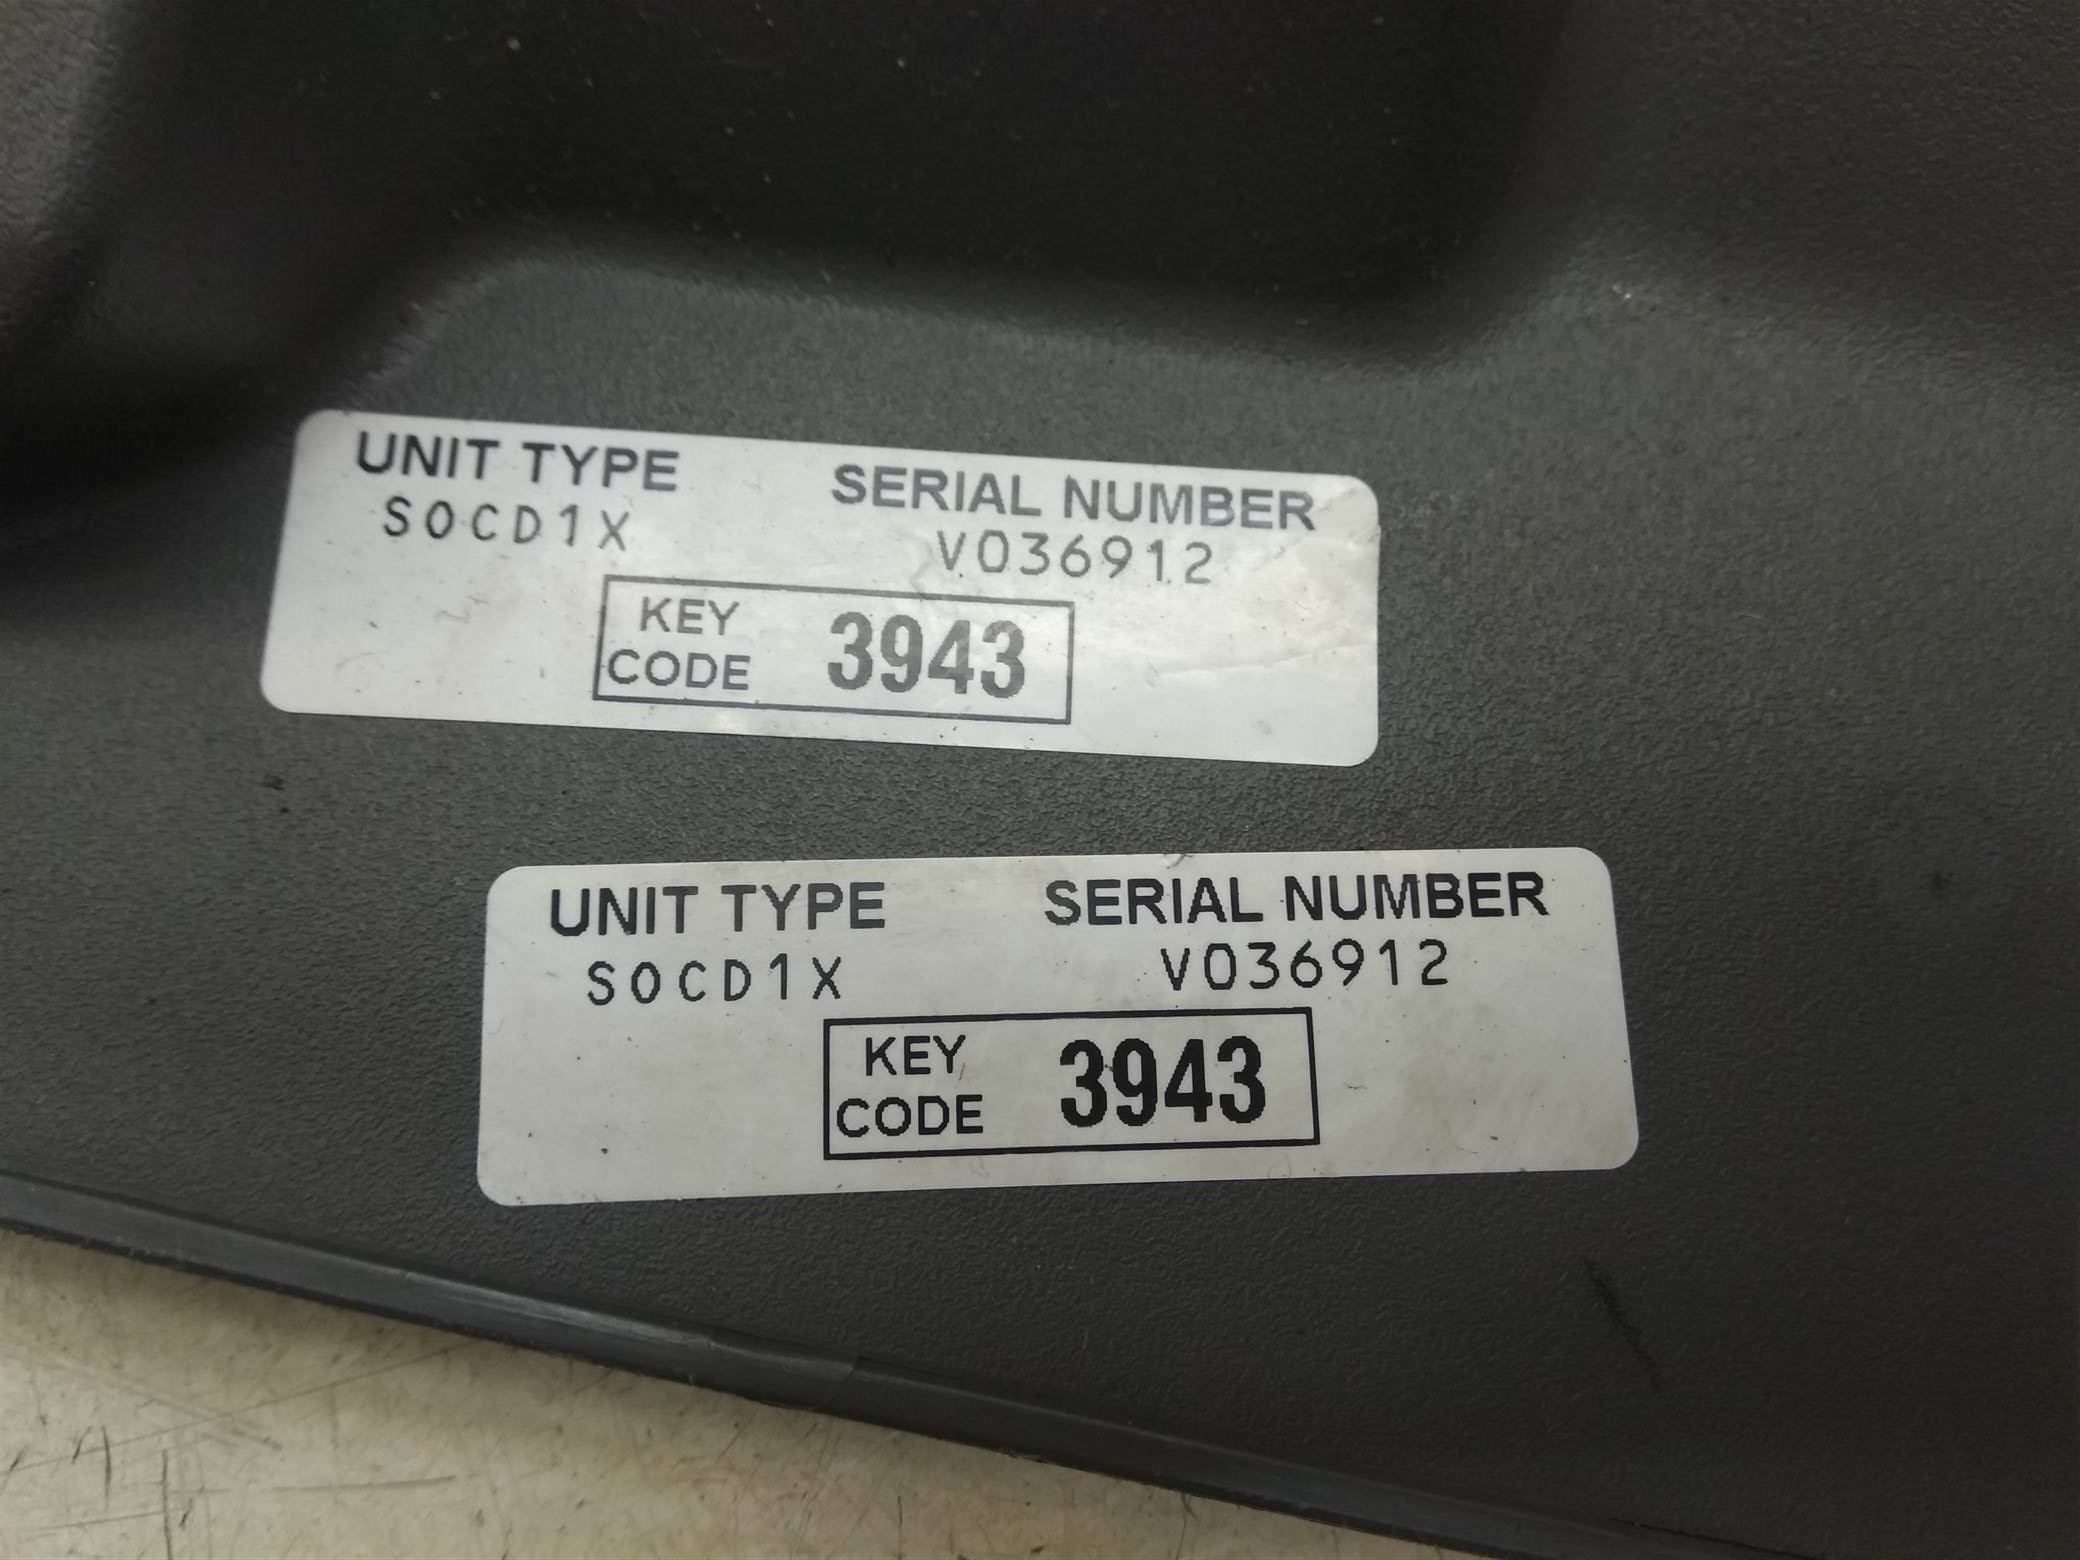 UNIT TYPE SERIAL NUMBER
S0CD1X V036912
KEY CODE 3943
UNIT TYPE SERIAL NUMBER
S0CD1X V036912
KEY CODE 3943